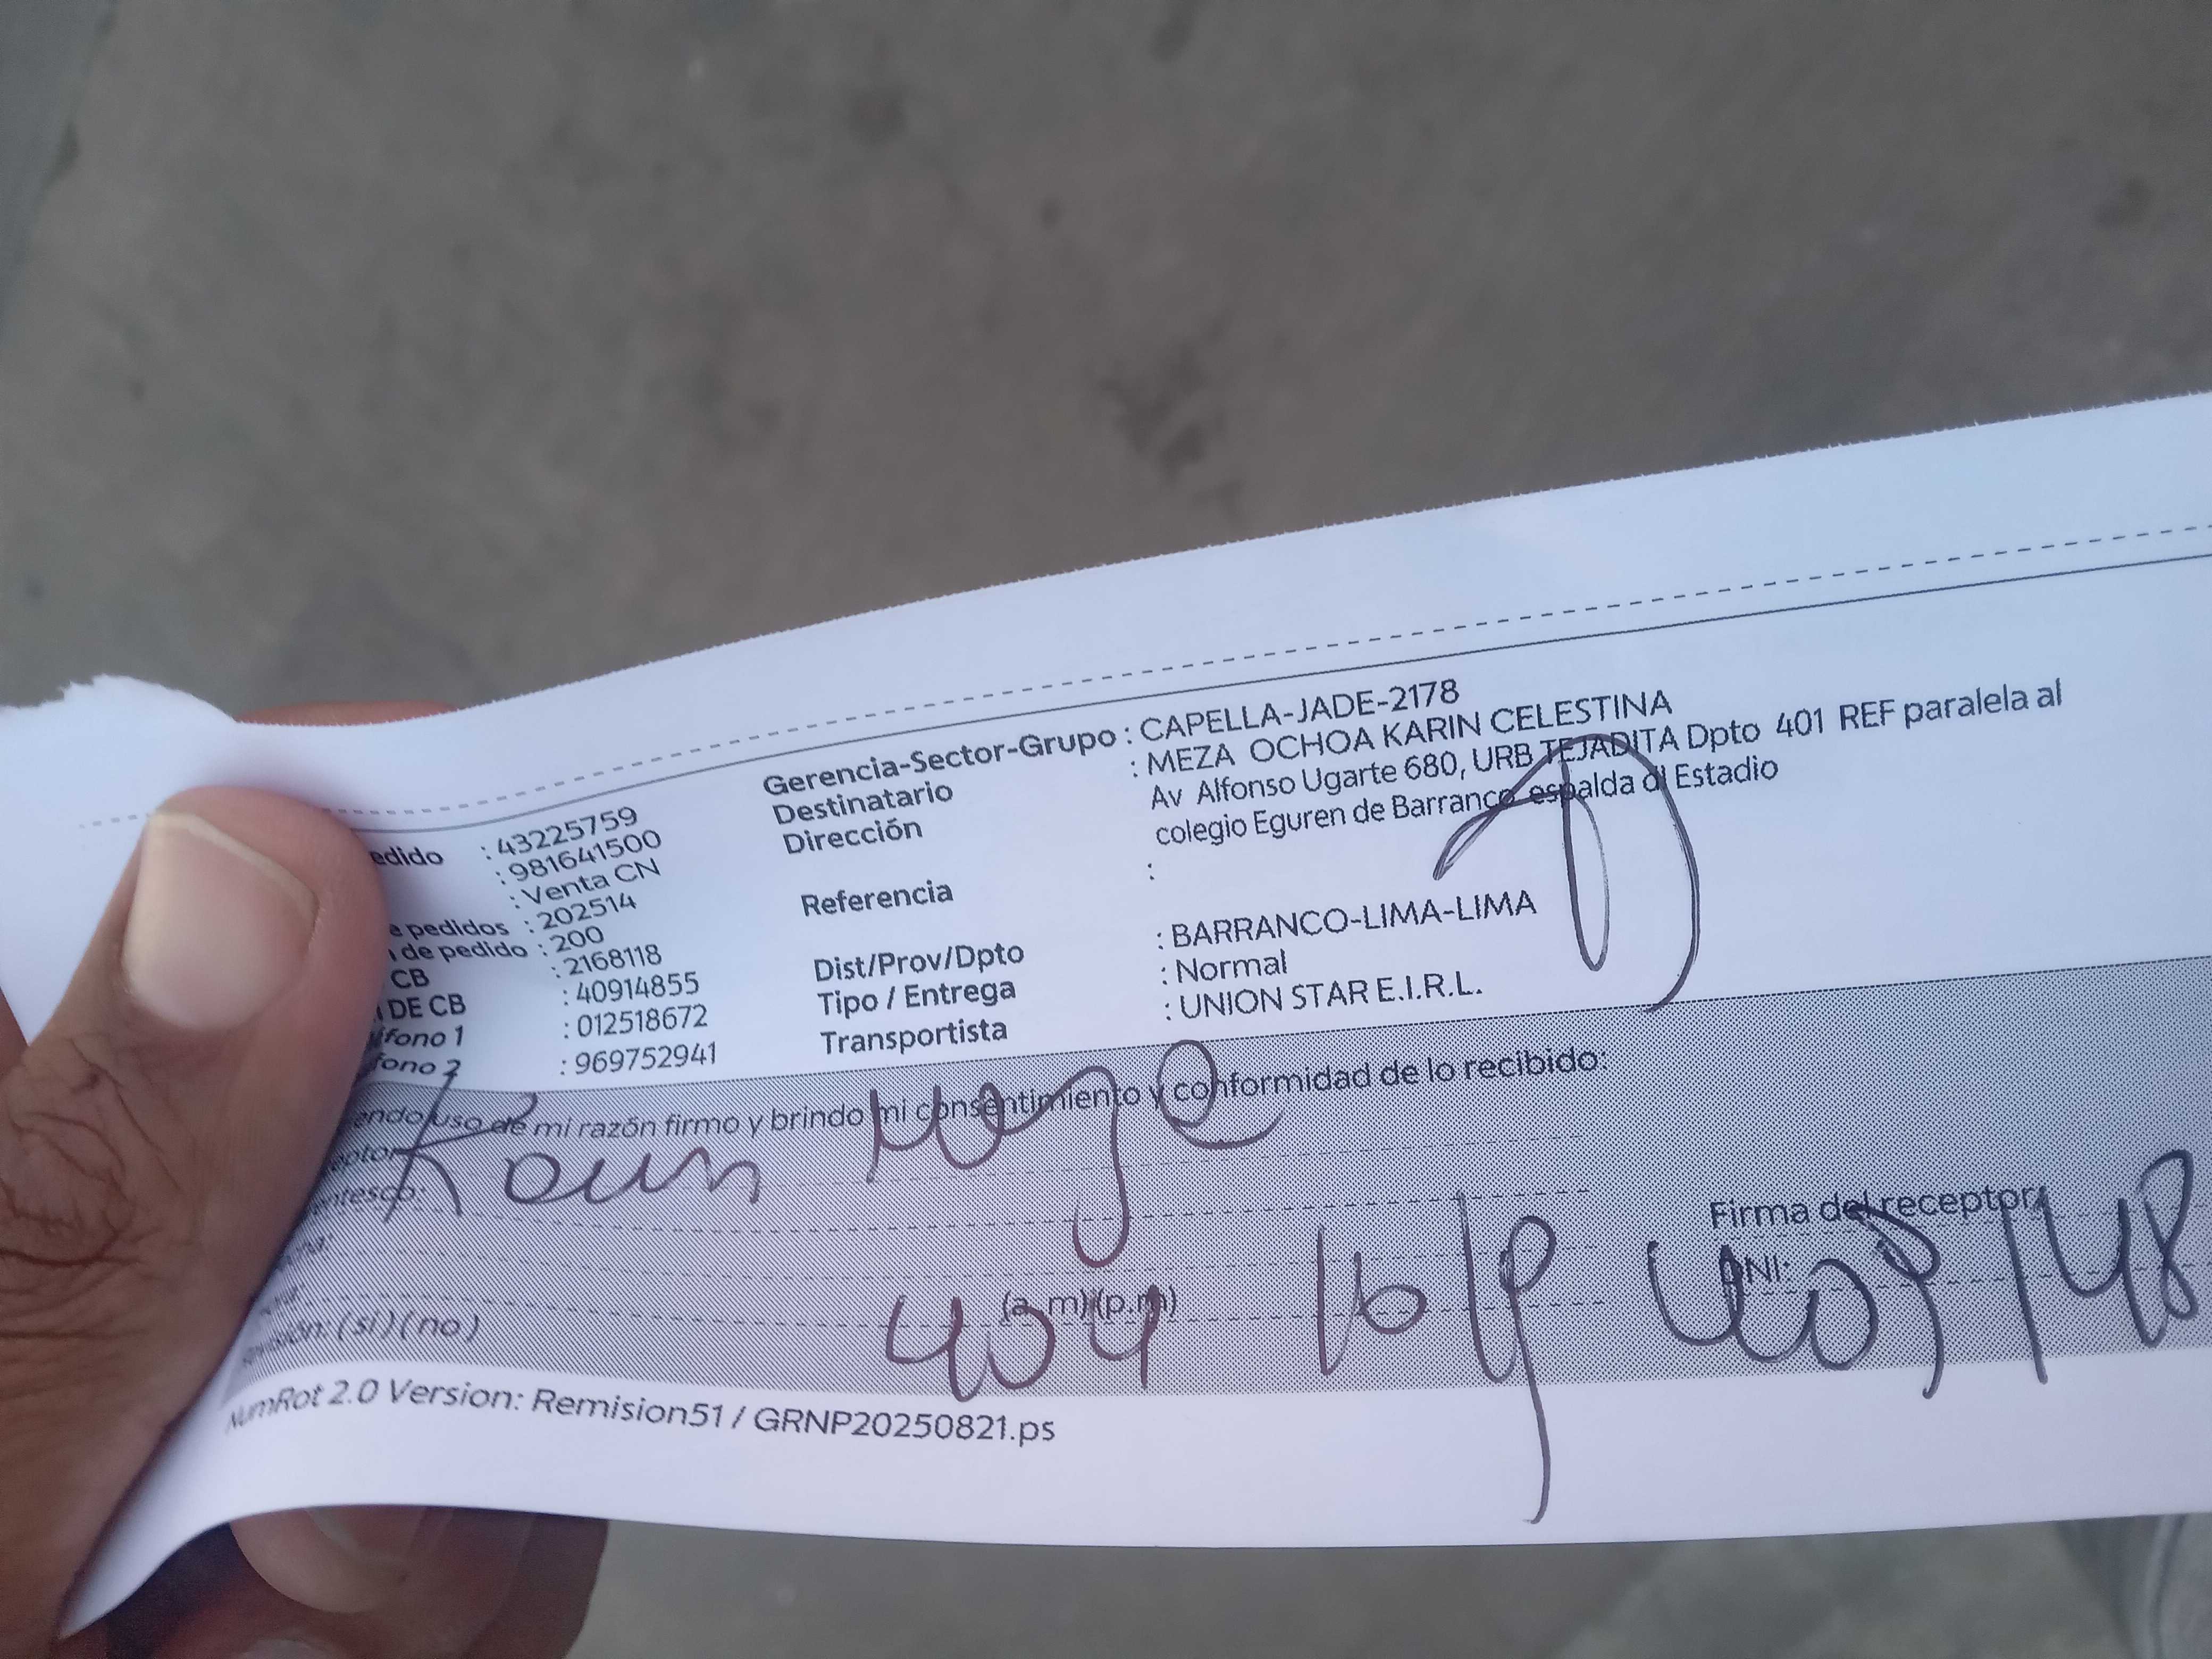 Gerencia-Sector-Grupo : CAPELLA-JADE-2178
Destinatario : MEZA OCHOA KARIN CELESTINA
Dirección Av Alfonso Ugarte 680, URB TEJADITA Dpto 401 REF paralela al
colegio Eguren de Barranco espalda dl Estadio
Referencia :
Dist/Prov/Dpto : BARRANCO-LIMA-LIMA
Tipo / Entrega : Normal
Transportista : UNION STAR E.I.R.L.
edido : 43225759
: 981641500
: Venta CN
e pedidos : 202514
de pedido : 200
CB : 2168118
DE CB : 40914855
fono 1 : 012518672
fono 2 : 969752941
endo uso de mi razón firmo y brindo mi consentimiento y conformidad de lo recibido:
Meza
Firma del receptor
DNI:
(a.m)(p.m)
(si)(no)
NumRot 2.0 Version: Remision51 / GRNP20250821.ps